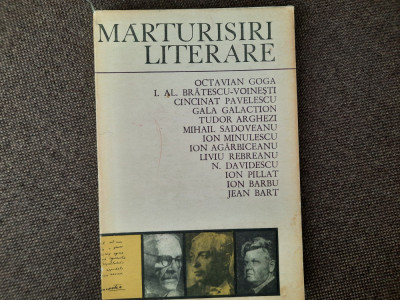 MĂRTURISIRI
LITERARE
OCTAVIAN GOGA
I. AL. BRĂTESCU-VOINEȘTI
CINCINAT PAVELESCU
GALA GALACTION
TUDOR ARGHEZI
MIHAIL SADOVEANU
ION MINULESCU
ION AGÂRBICEANU
LIVIU REBREANU
N. DAVIDESCU
ION PILLAT
ION BARBU
JEAN BART